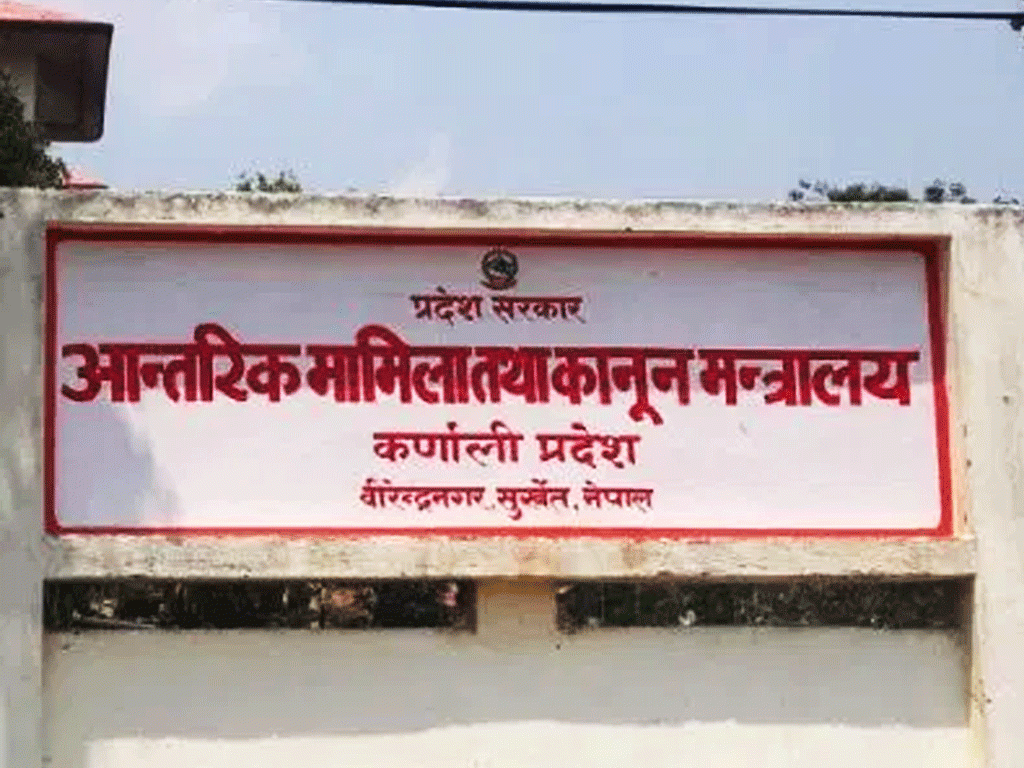 प्रदेश सरकार
आन्तरिक मामिला तथा कानून मन्त्रालय
कर्णाली प्रदेश
वीरेन्द्रनगर, सुर्खेत, नेपाल